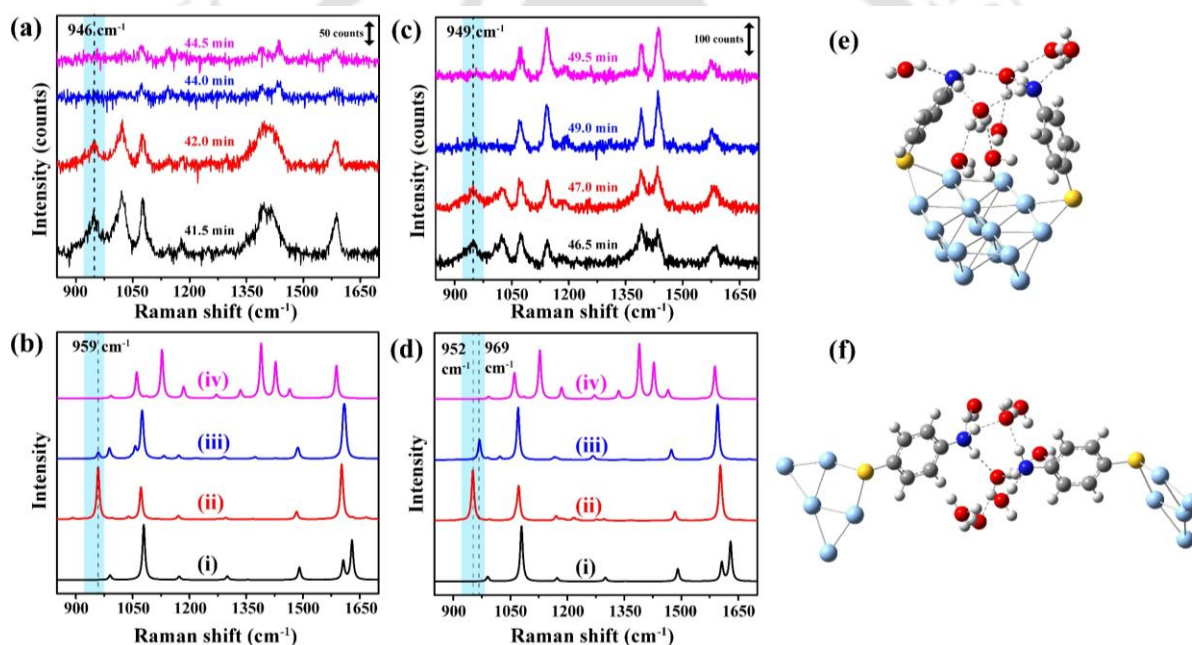 (a)
946 cm-1
50 counts
44.5 min
44.0 min
42.0 min
41.5 min
Intensity (counts)
900 1050 1200 1350 1500 1650
Raman shift (cm-1)
(c)
949 cm-1
100 counts
49.5 min
49.0 min
47.0 min
46.5 min
Intensity (counts)
900 1050 1200 1350 1500 1650
Raman shift (cm-1)
(e)
(b)
959 cm-1
(iv)
(iii)
(ii)
(i)
Intensity
900 1050 1200 1350 1500 1650
Raman shift (cm-1)
(d)
952 969
cm-1 cm-1
(iv)
(iii)
(ii)
(i)
Intensity
900 1050 1200 1350 1500 1650
Raman shift (cm-1)
(f)